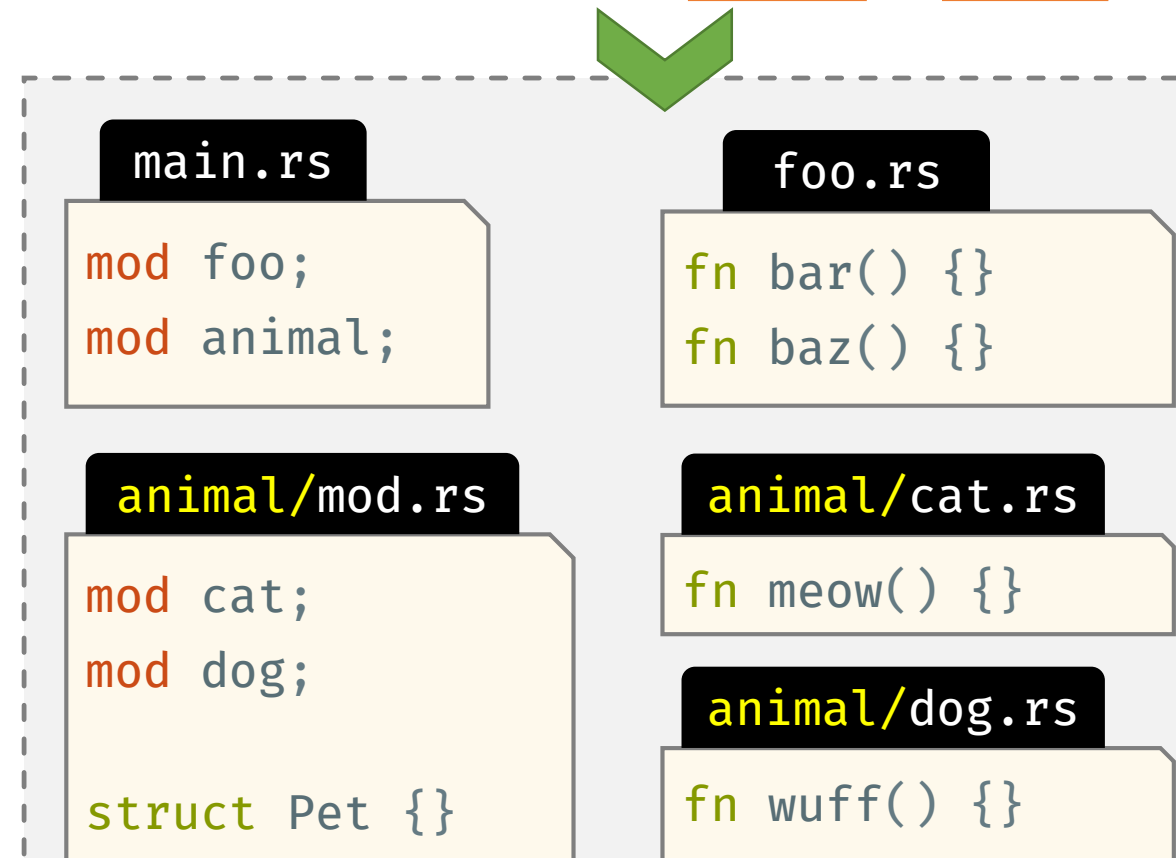 main.rs
mod foo;
mod animal;
foo.rs
fn bar() {}
fn baz() {}
animal/mod.rs
mod cat;
mod dog;
struct Pet {}
animal/cat.rs
fn meow() {}
animal/dog.rs
fn wuff() {}